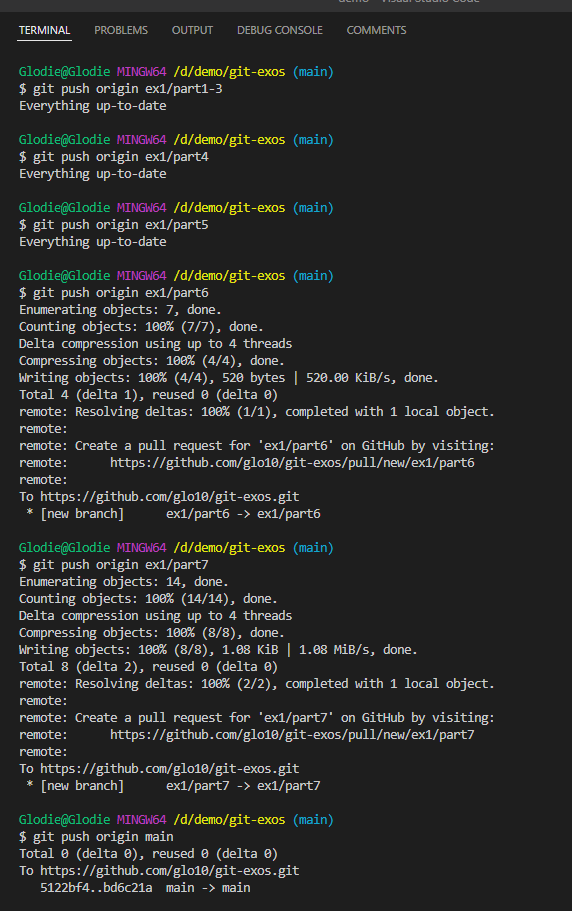 TERMINAL PROBLEMS OUTPUT DEBUG CONSOLE COMMENTS
Glodie@Glodie MINGW64 /d/demo/git-exos (main)
$ git push origin ex1/part1-3
Everything up-to-date
Glodie@Glodie MINGW64 /d/demo/git-exos (main)
$ git push origin ex1/part4
Everything up-to-date
Glodie@Glodie MINGW64 /d/demo/git-exos (main)
$ git push origin ex1/part5
Everything up-to-date
Glodie@Glodie MINGW64 /d/demo/git-exos (main)
$ git push origin ex1/part6
Enumerating objects: 7, done.
Counting objects: 100% (7/7), done.
Delta compression using up to 4 threads
Compressing objects: 100% (4/4), done.
Writing objects: 100% (4/4), 520 bytes | 520.00 KiB/s, done.
Total 4 (delta 1), reused 0 (delta 0)
remote: Resolving deltas: 100% (1/1), completed with 1 local object.
remote:
remote: Create a pull request for 'ex1/part6' on GitHub by visiting:
remote:      https://github.com/glo10/git-exos/pull/new/ex1/part6
remote:
To https://github.com/glo10/git-exos.git
 * [new branch]      ex1/part6 -> ex1/part6
Glodie@Glodie MINGW64 /d/demo/git-exos (main)
$ git push origin ex1/part7
Enumerating objects: 14, done.
Counting objects: 100% (14/14), done.
Delta compression using up to 4 threads
Compressing objects: 100% (8/8), done.
Writing objects: 100% (8/8), 1.08 KiB | 1.08 MiB/s, done.
Total 8 (delta 2), reused 0 (delta 0)
remote: Resolving deltas: 100% (2/2), completed with 1 local object.
remote:
remote: Create a pull request for 'ex1/part7' on GitHub by visiting:
remote:      https://github.com/glo10/git-exos/pull/new/ex1/part7
remote:
To https://github.com/glo10/git-exos.git
 * [new branch]      ex1/part7 -> ex1/part7
Glodie@Glodie MINGW64 /d/demo/git-exos (main)
$ git push origin main
Total 0 (delta 0), reused 0 (delta 0)
To https://github.com/glo10/git-exos.git
   5122bf4..bd6c21a  main -> main